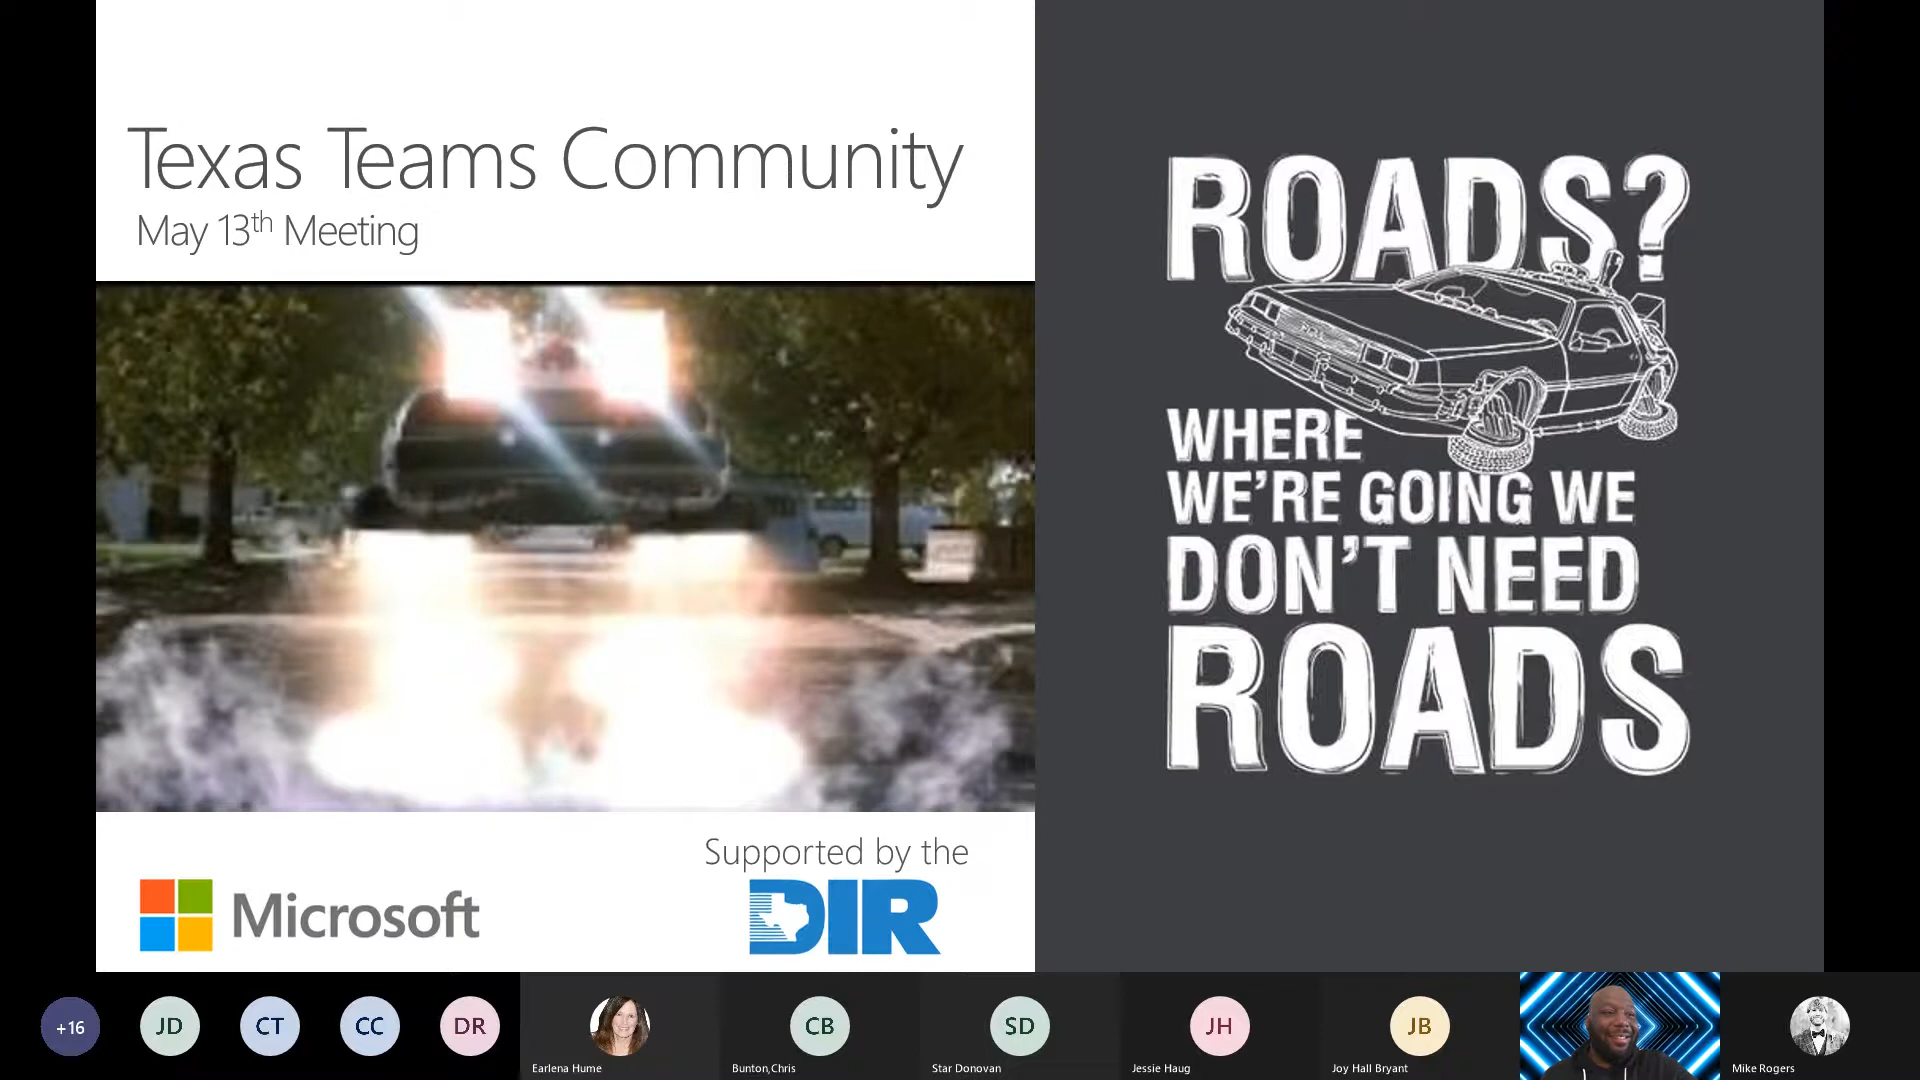 Texas Teams Community
May 13th Meeting
ROADS?
WHERE
WE'RE GOING WE
DON'T NEED
ROADS
Supported by the
Microsoft
DIR
+16
JD
CT
CC
DR
Earlena Hume
CB
Bunton,Chris
SD
Star Donovan
JH
Jessie Haug
JB
Joy Hall Bryant
Mike Rogers